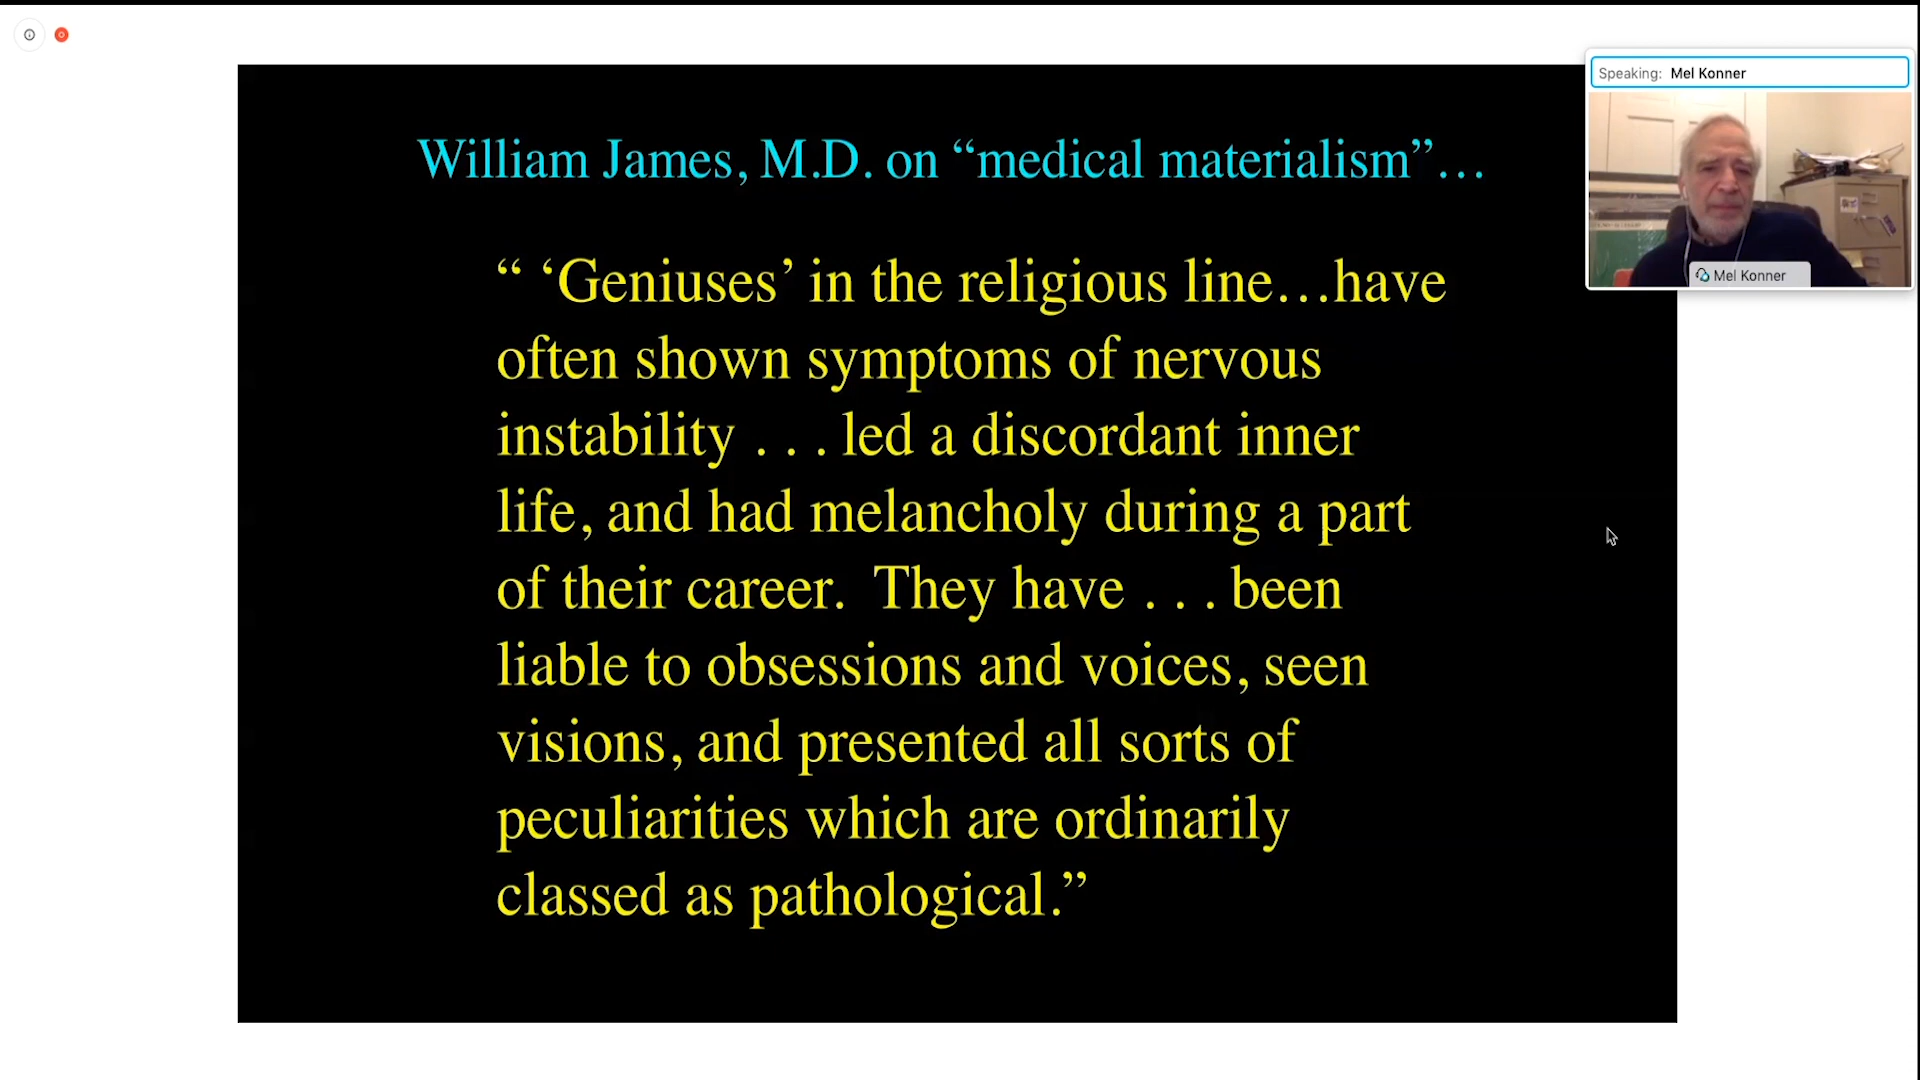 Speaking: Mel Konner
Mel Konner
William James, M.D. on “medical materialism”…
“ ‘Geniuses’ in the religious line…have
often shown symptoms of nervous
instability . . . led a discordant inner
life, and had melancholy during a part
of their career.  They have . . . been
liable to obsessions and voices, seen
visions, and presented all sorts of
peculiarities which are ordinarily
classed as pathological.”